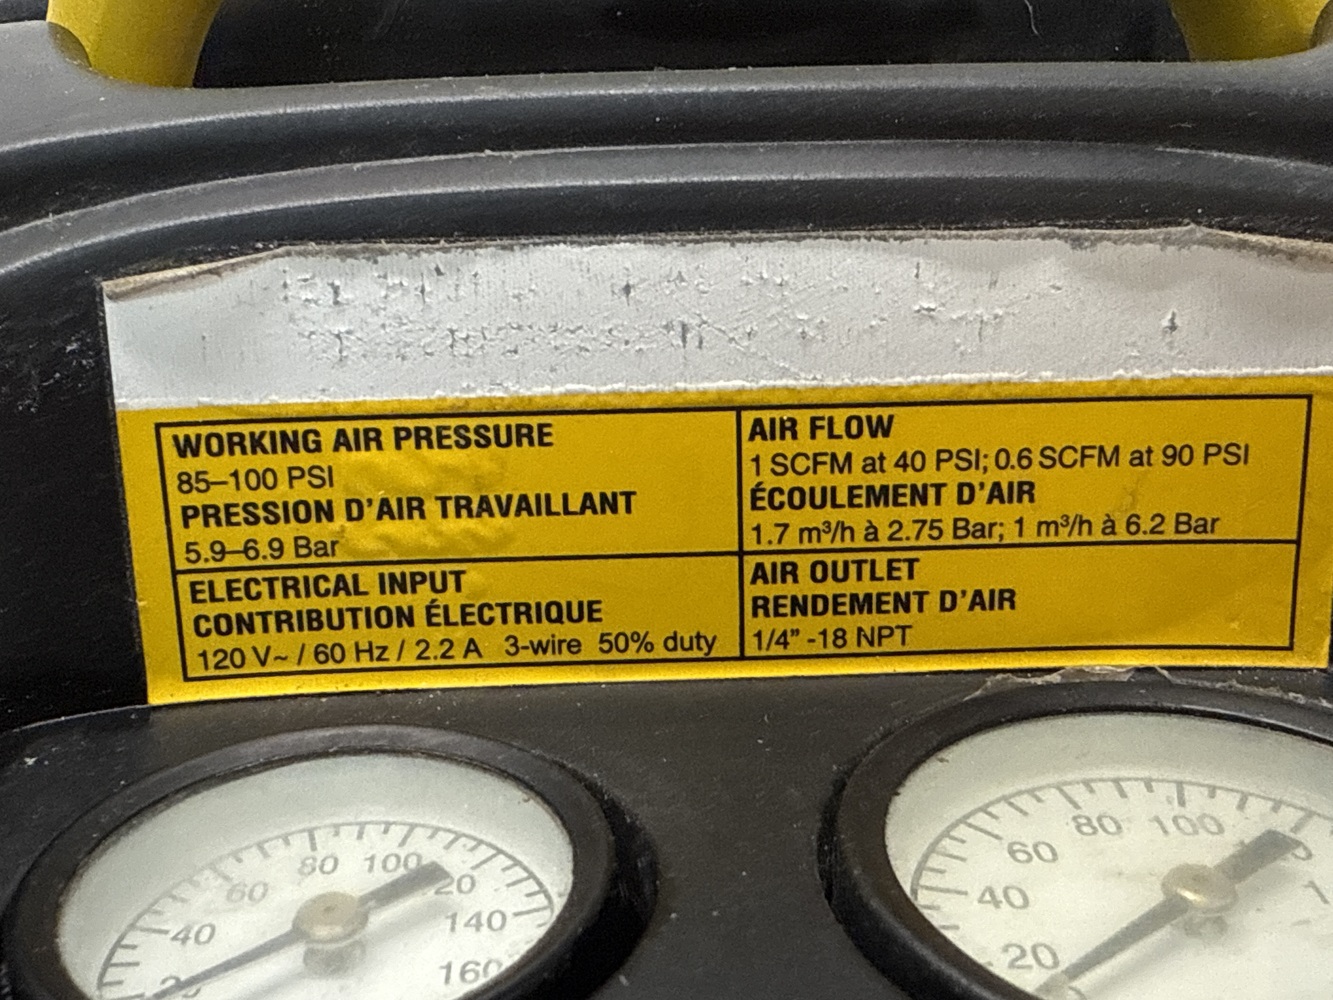 WORKING AIR PRESSURE
85–100 PSI
PRESSION D'AIR TRAVAILLANT
5.9–6.9 Bar
AIR FLOW
1 SCFM at 40 PSI; 0.6 SCFM at 90 PSI
ÉCOULEMENT D'AIR
1.7 m³/h à 2.75 Bar; 1 m³/h à 6.2 Bar
ELECTRICAL INPUT
CONTRIBUTION ÉLECTRIQUE
120 V~ / 60 Hz / 2.2 A 3-wire 50% duty
AIR OUTLET
RENDEMENT D'AIR
1/4” -18 NPT
40
60
80
100
140
160
20
40
60
80
100